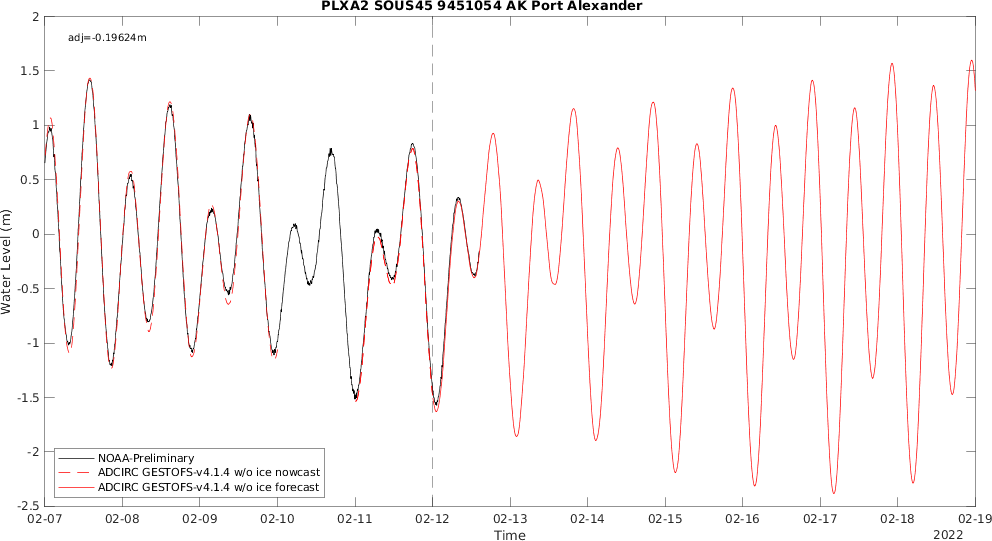 PLXA2 SOUS45 9451054 AK Port Alexander
adj=-0.19624m
2
1.5
1
0.5
0
-0.5
-1
-1.5
-2
-2.5
Water Level (m)
NOAA-Preliminary
ADCIRC GESTOFS-v4.1.4 w/o ice nowcast
ADCIRC GESTOFS-v4.1.4 w/o ice forecast
02-07 02-08 02-09 02-10 02-11 02-12 02-13 02-14 02-15 02-16 02-17 02-18 02-19
Time
2022